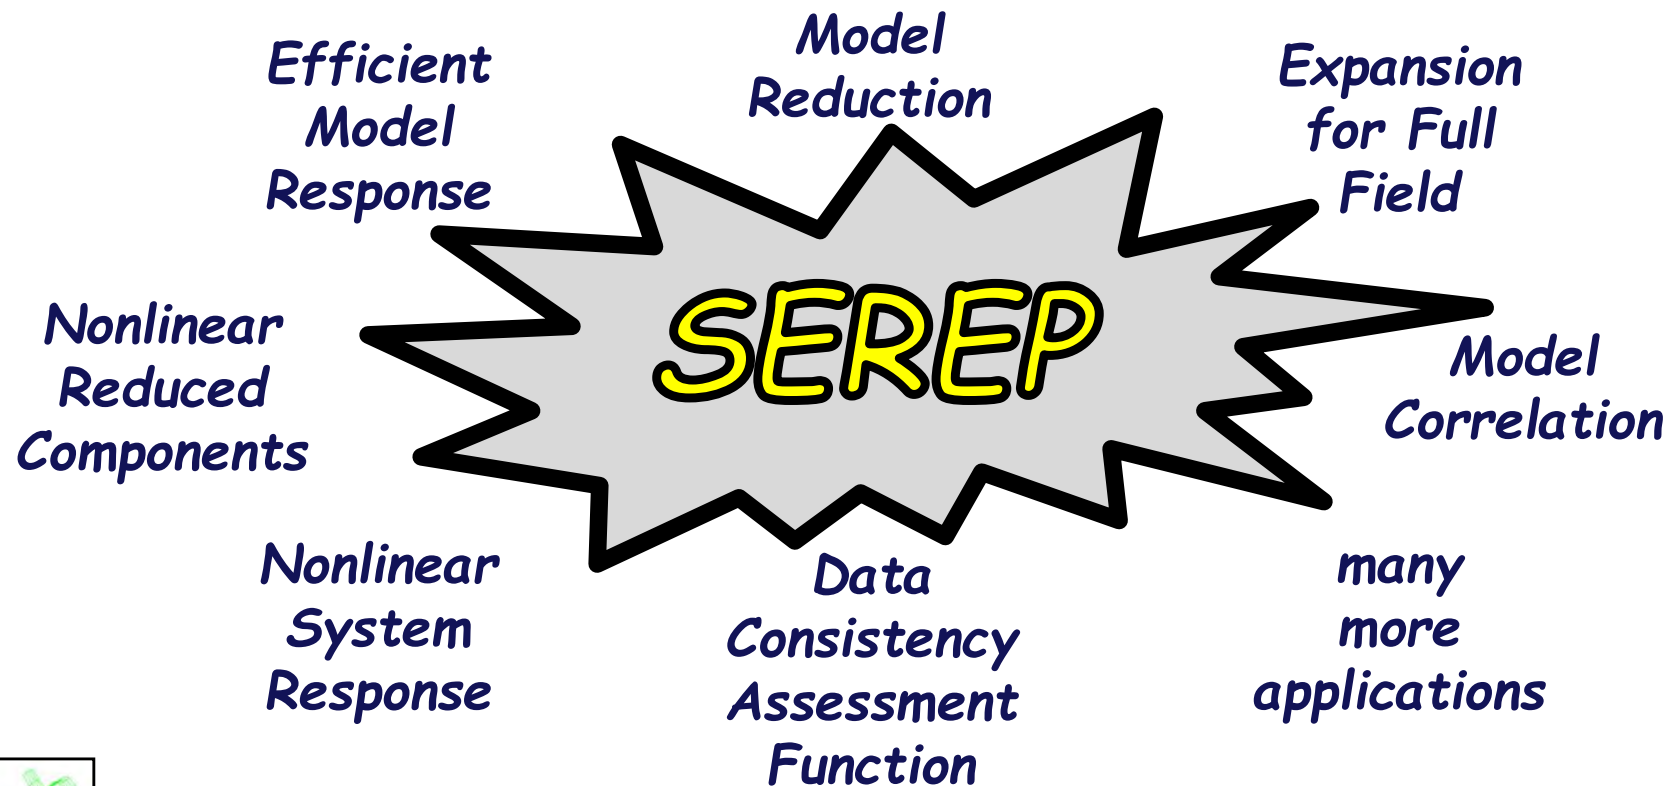 Model
Reduction
Efficient
Model
Response
Expansion
for Full
Field
SEREP
Nonlinear
Reduced
Components
Model
Correlation
Nonlinear
System
Response
Data
Consistency
Assessment
Function
many
more
applications